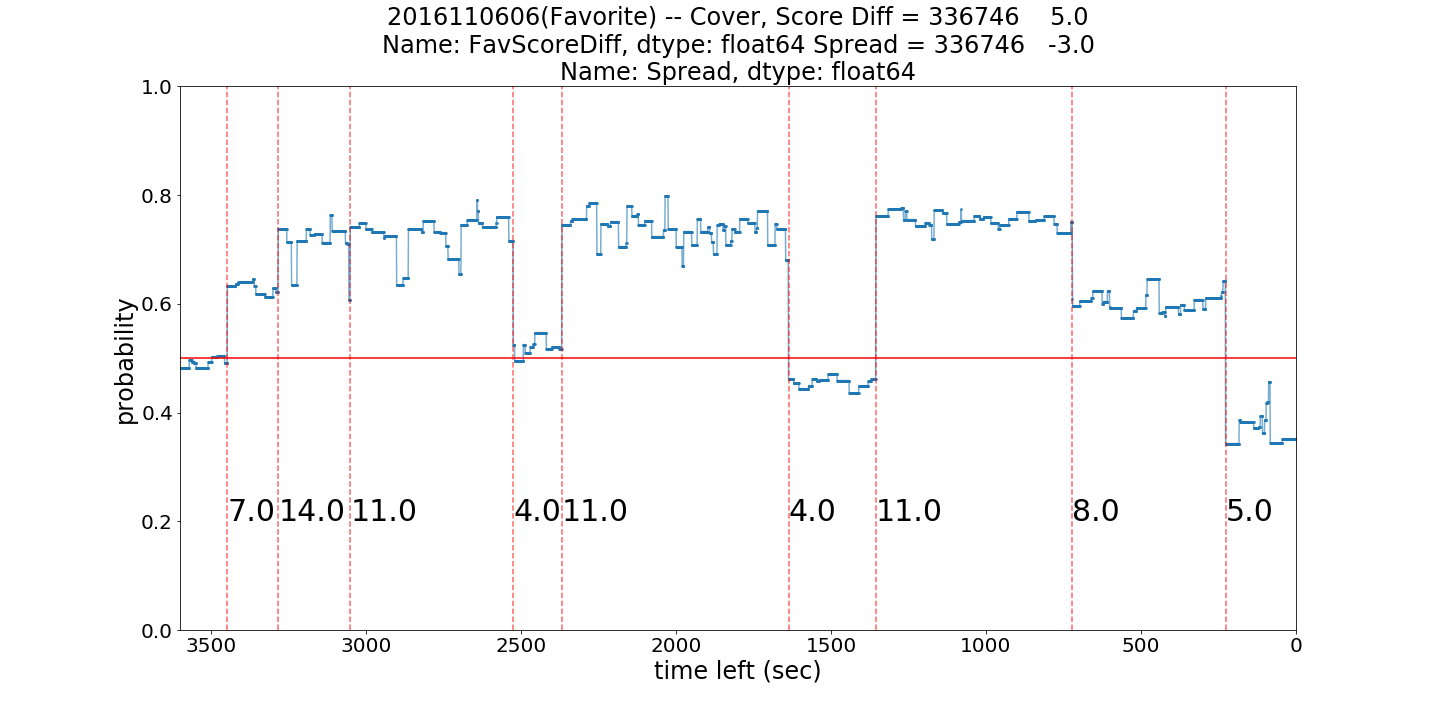 2016110606(Favorite) -- Cover, Score Diff = 336746    5.0
Name: FavScoreDiff, dtype: float64 Spread = 336746   -3.0
Name: Spread, dtype: float64
1.0
0.8
0.6
0.4
0.2
0.0
probability
7.0 14.0 11.0 4.0 11.0 4.0 11.0 8.0 5.0
3500 3000 2500 2000 1500 1000 500 0
time left (sec)